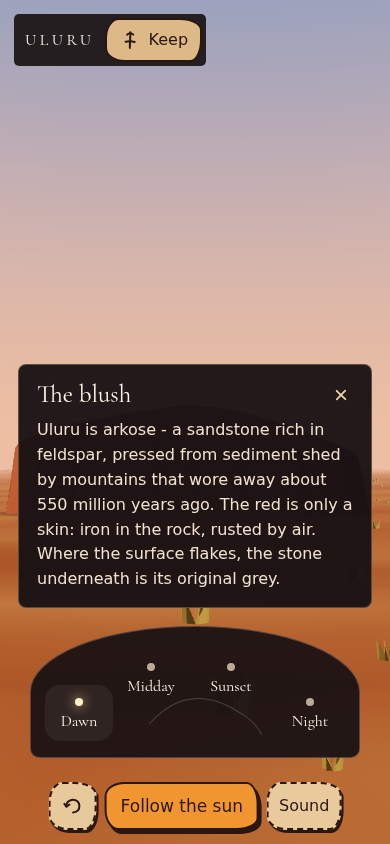 ULURU
Keep
The blush
Uluru is arkose - a sandstone rich in
feldspar, pressed from sediment shed
by mountains that wore away about
550 million years ago. The red is only a
skin: iron in the rock, rusted by air.
Where the surface flakes, the stone
underneath is its original grey.
Midday
Sunset
Dawn
Night
Follow the sun
Sound